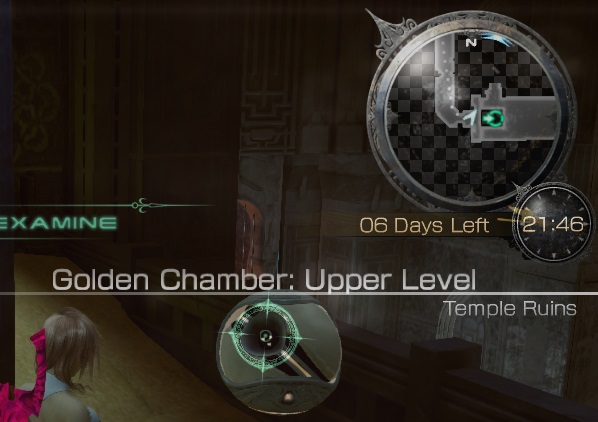 N
EXAMINE
06 Days Left
21:46
Golden Chamber: Upper Level
Temple Ruins